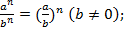 aⁿ/bⁿ = (a/b)ⁿ (b ≠ 0);